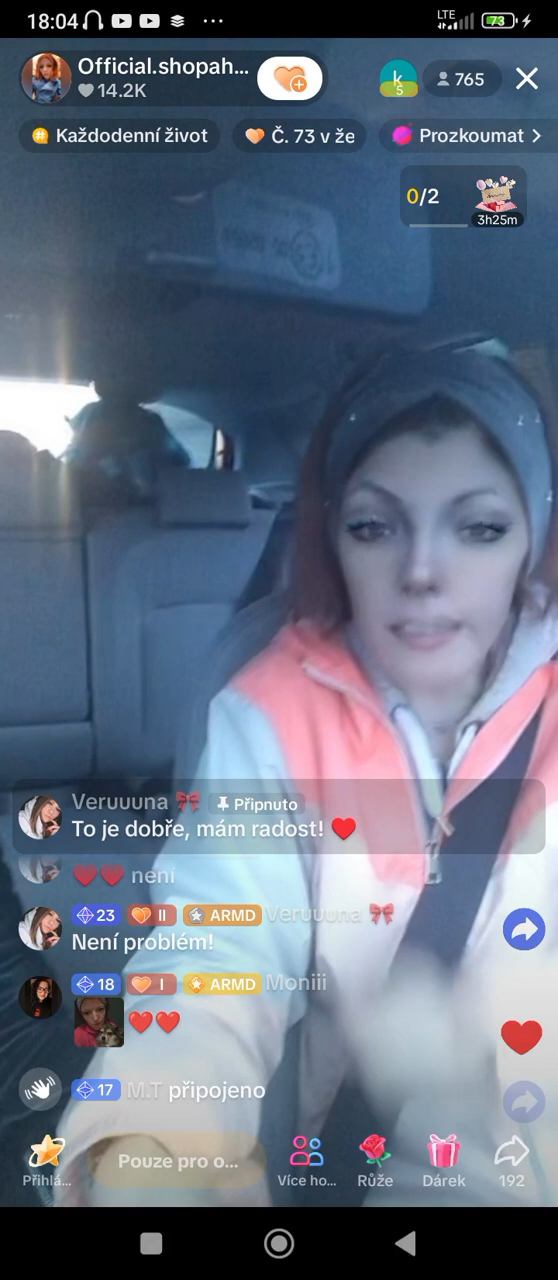 18:04
LTE
73
Official.shopah...
14.2K
k
5
765
Každodenní život
Č. 73 v že
Prozkoumat
0/2
3h25m
Veruuuna
Připnuto
To je dobře, mám radost! ❤️
❤️❤️ není
23 II ARMD Veruuuna
Není problém!
18 I ARMD Moniii
❤️❤️
17 M.T připojeno
Pouze pro o...
Přihlá...
Více ho...
Růže
Dárek
192